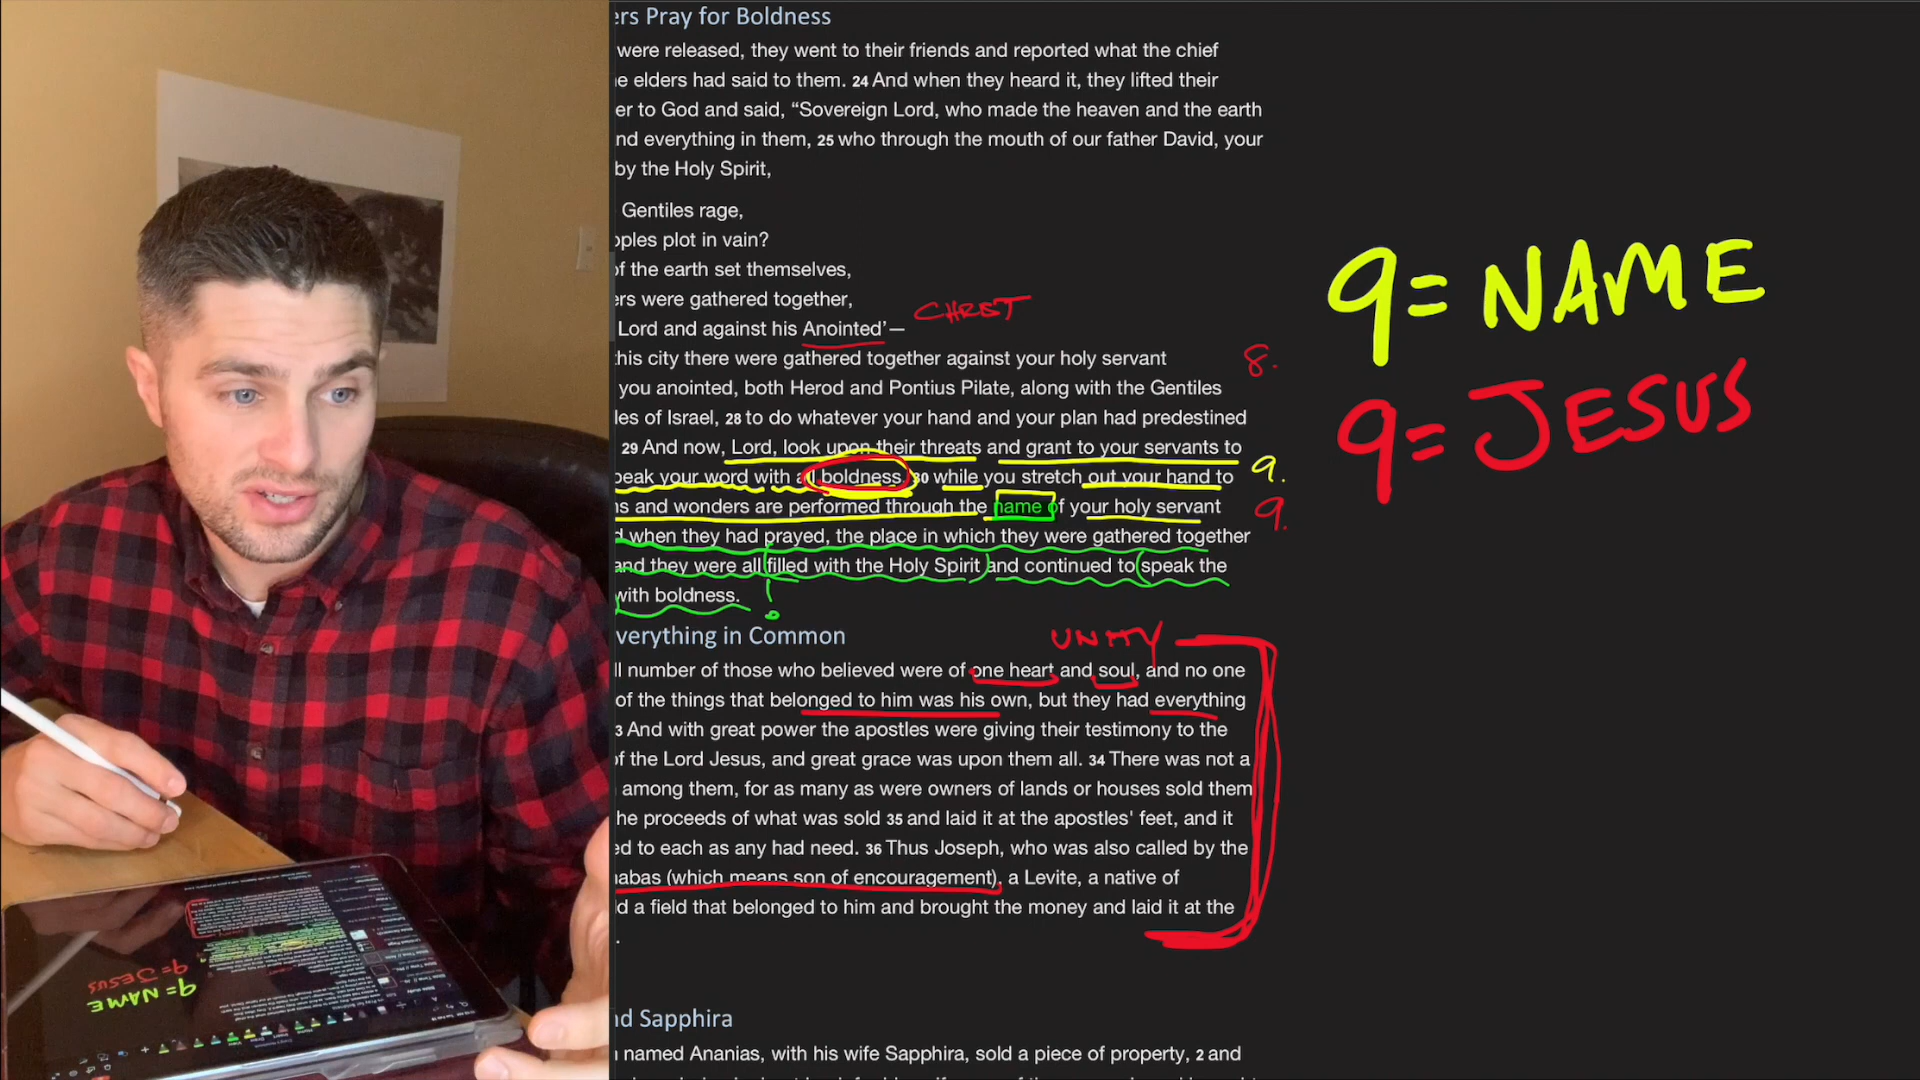 ers Pray for Boldness
were released, they went to their friends and reported what the chief
e elders had said to them. 24 And when they heard it, they lifted their
er to God and said, “Sovereign Lord, who made the heaven and the earth
nd everything in them, 25 who through the mouth of our father David, your
by the Holy Spirit,
Gentiles rage,
oples plot in vain?
of the earth set themselves,
ers were gathered together,
CHRIST
Lord and against his Anointed’—
this city there were gathered together against your holy servant
8.
you anointed, both Herod and Pontius Pilate, along with the Gentiles
les of Israel, 28 to do whatever your hand and your plan had predestined
29 And now, Lord, look upon their threats and grant to your servants to
peak your word with all boldness, 30 while you stretch out your hand to
9.
ns and wonders are performed through the name of your holy servant
9.
d when they had prayed, the place in which they were gathered together
and they were all filled with the Holy Spirit and continued to speak the
with boldness.
verything in Common
UNITY
ll number of those who believed were of one heart and soul, and no one
of the things that belonged to him was his own, but they had everything
3 And with great power the apostles were giving their testimony to the
of the Lord Jesus, and great grace was upon them all. 34 There was not a
among them, for as many as were owners of lands or houses sold them
he proceeds of what was sold 35 and laid it at the apostles' feet, and it
ed to each as any had need. 36 Thus Joseph, who was also called by the
nabas (which means son of encouragement), a Levite, a native of
ld a field that belonged to him and brought the money and laid it at the
.
nd Sapphira
n named Ananias, with his wife Sapphira, sold a piece of property, 2 and
9= NAME
9= JESUS
9= NAME
9= JESUS